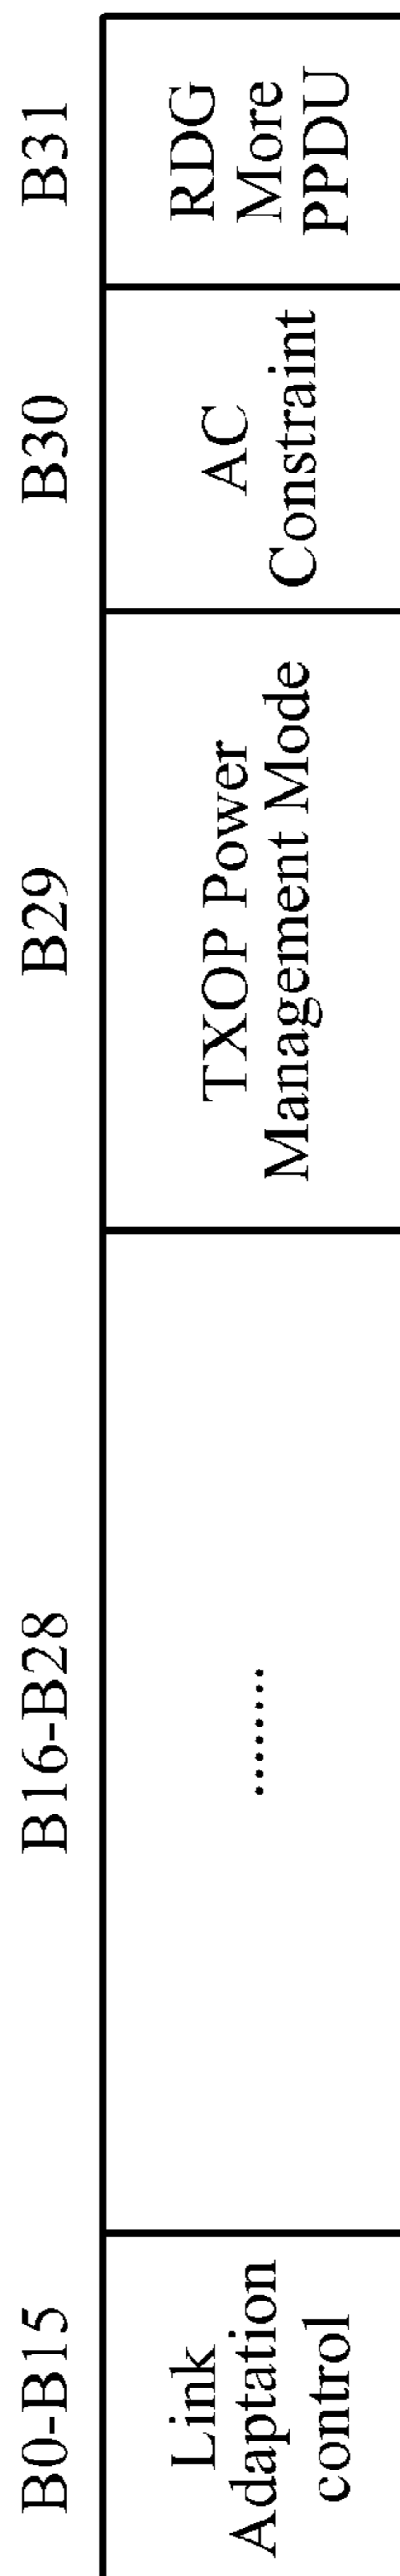 B0-B15
B16-B28
B29
B30
B31
Link
Adaptation
control
........
TXOP Power
Management Mode
AC
Constraint
RDG
More
PPDU